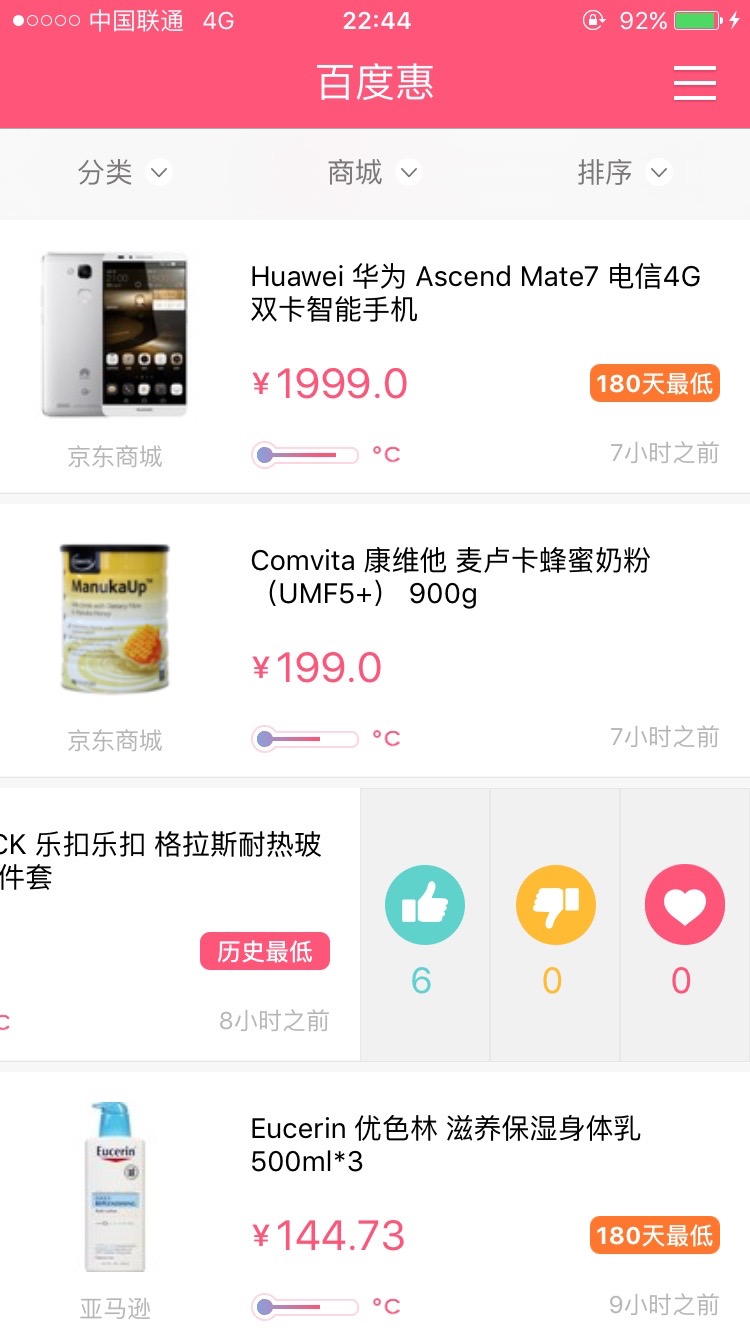 中国联通 4G 22:44 92%
百度惠
分类 商城 排序
Huawei 华为 Ascend Mate7 电信4G
双卡智能手机
¥1999.0 180天最低
京东商城 °C 7小时之前
ManukaUp™
Comvita 康维他 麦卢卡蜂蜜奶粉
（UMF5+） 900g
¥199.0
京东商城 °C 7小时之前
CK 乐扣乐扣 格拉斯耐热玻
件套
历史最低
6 0 0
C 8小时之前
Eucerin
Eucerin 优色林 滋养保湿身体乳
500ml*3
¥144.73 180天最低
亚马逊 °C 9小时之前